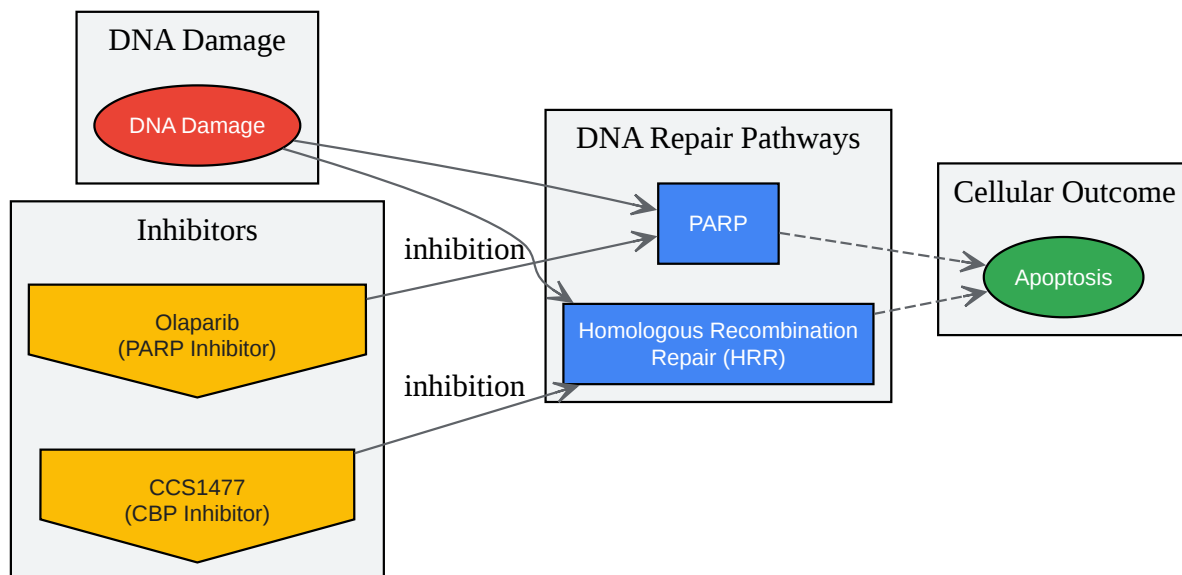 DNA Damage
DNA Damage
DNA Repair Pathways
PARP
Cellular Outcome
Apoptosis
Inhibitors
inhibition
Olaparib
(PARP Inhibitor)
Homologous Recombination
Repair (HRR)
inhibition
CCS1477
(CBP Inhibitor)